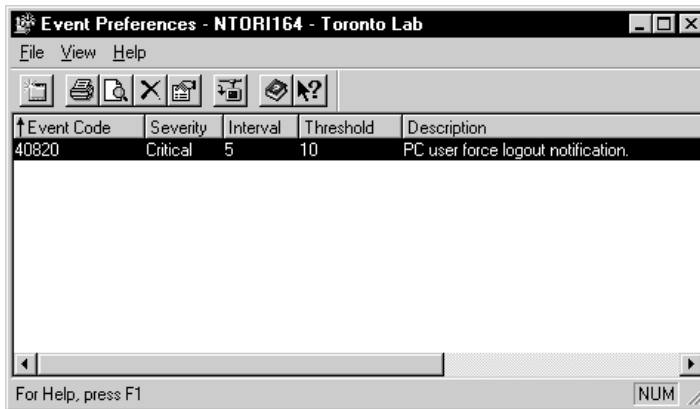 Event Preferences - NTORI164 - Toronto Lab
File View Help
Event Code Severity Interval Threshold Description
40820 Critical 5 10 PC user force logout notification.
For Help, press F1 NUM